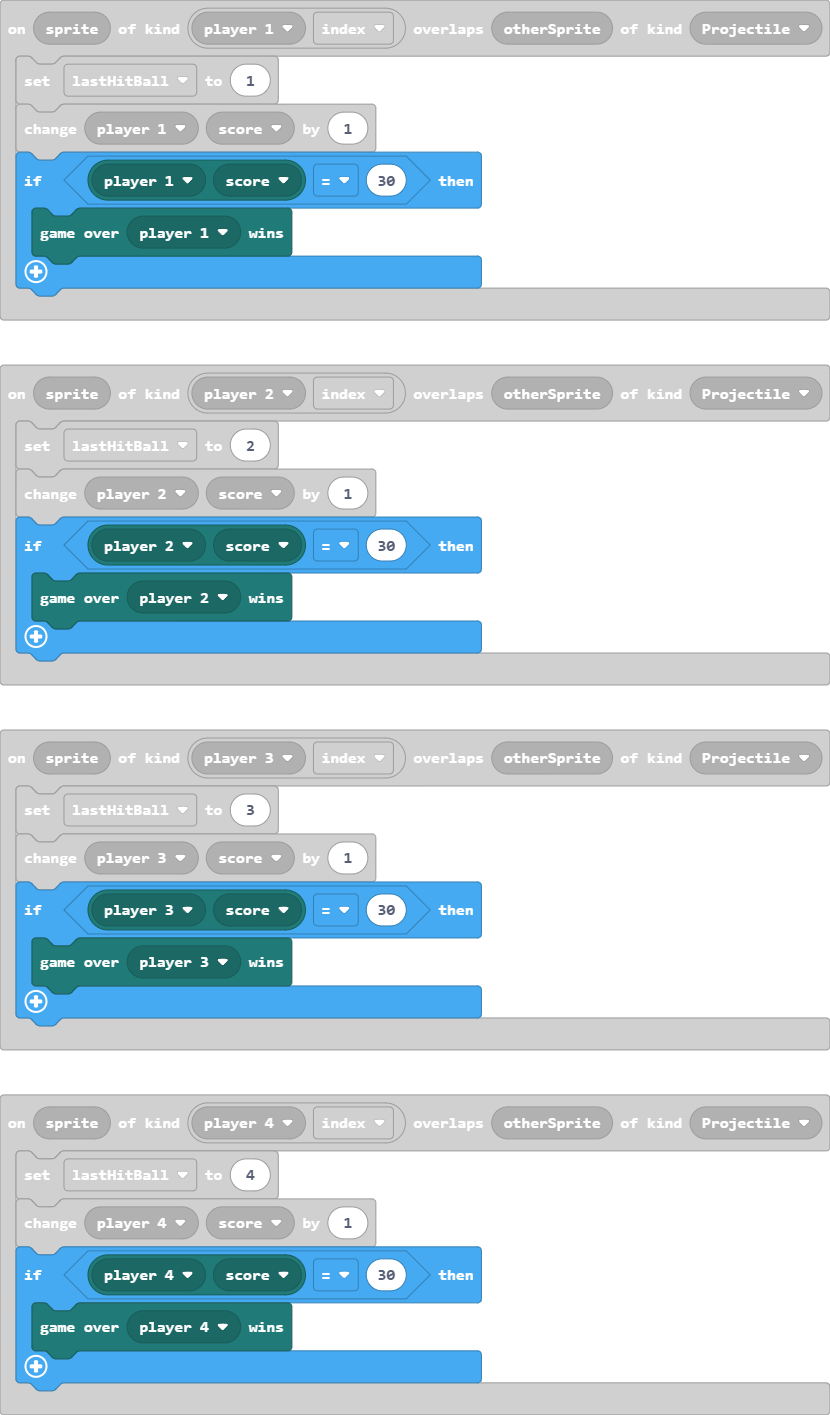 on sprite of kind player 1 index overlaps otherSprite of kind Projectile
set lastHitBall to 1
change player 1 score by 1
if player 1 score = 30 then
game over player 1 wins
on sprite of kind player 2 index overlaps otherSprite of kind Projectile
set lastHitBall to 2
change player 2 score by 1
if player 2 score = 30 then
game over player 2 wins
on sprite of kind player 3 index overlaps otherSprite of kind Projectile
set lastHitBall to 3
change player 3 score by 1
if player 3 score = 30 then
game over player 3 wins
on sprite of kind player 4 index overlaps otherSprite of kind Projectile
set lastHitBall to 4
change player 4 score by 1
if player 4 score = 30 then
game over player 4 wins